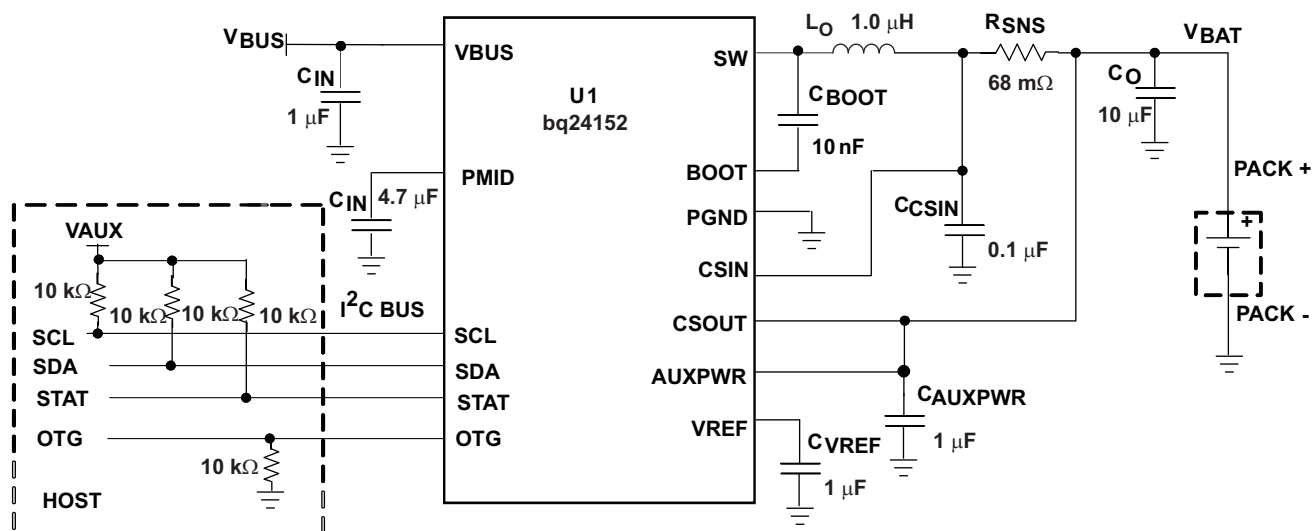 VBUS
CIN
1 μF
VBUS
U1
bq24152
SW
LO 1.0 μH
RSNS
68 mΩ
VBAT
CO
10 μF
CBOOT
10 nF
BOOT
PMID
CIN 4.7 μF
PGND
CCSIN
0.1 μF
CSIN
PACK +
+
PACK -
VAUX
10 kΩ
10 kΩ
10 kΩ
I2C BUS
SCL
SCL
CSOUT
SDA
SDA
AUXPWR
CAUXPWR
1 μF
STAT
STAT
VREF
CVREF
1 μF
OTG
OTG
10 kΩ
HOST